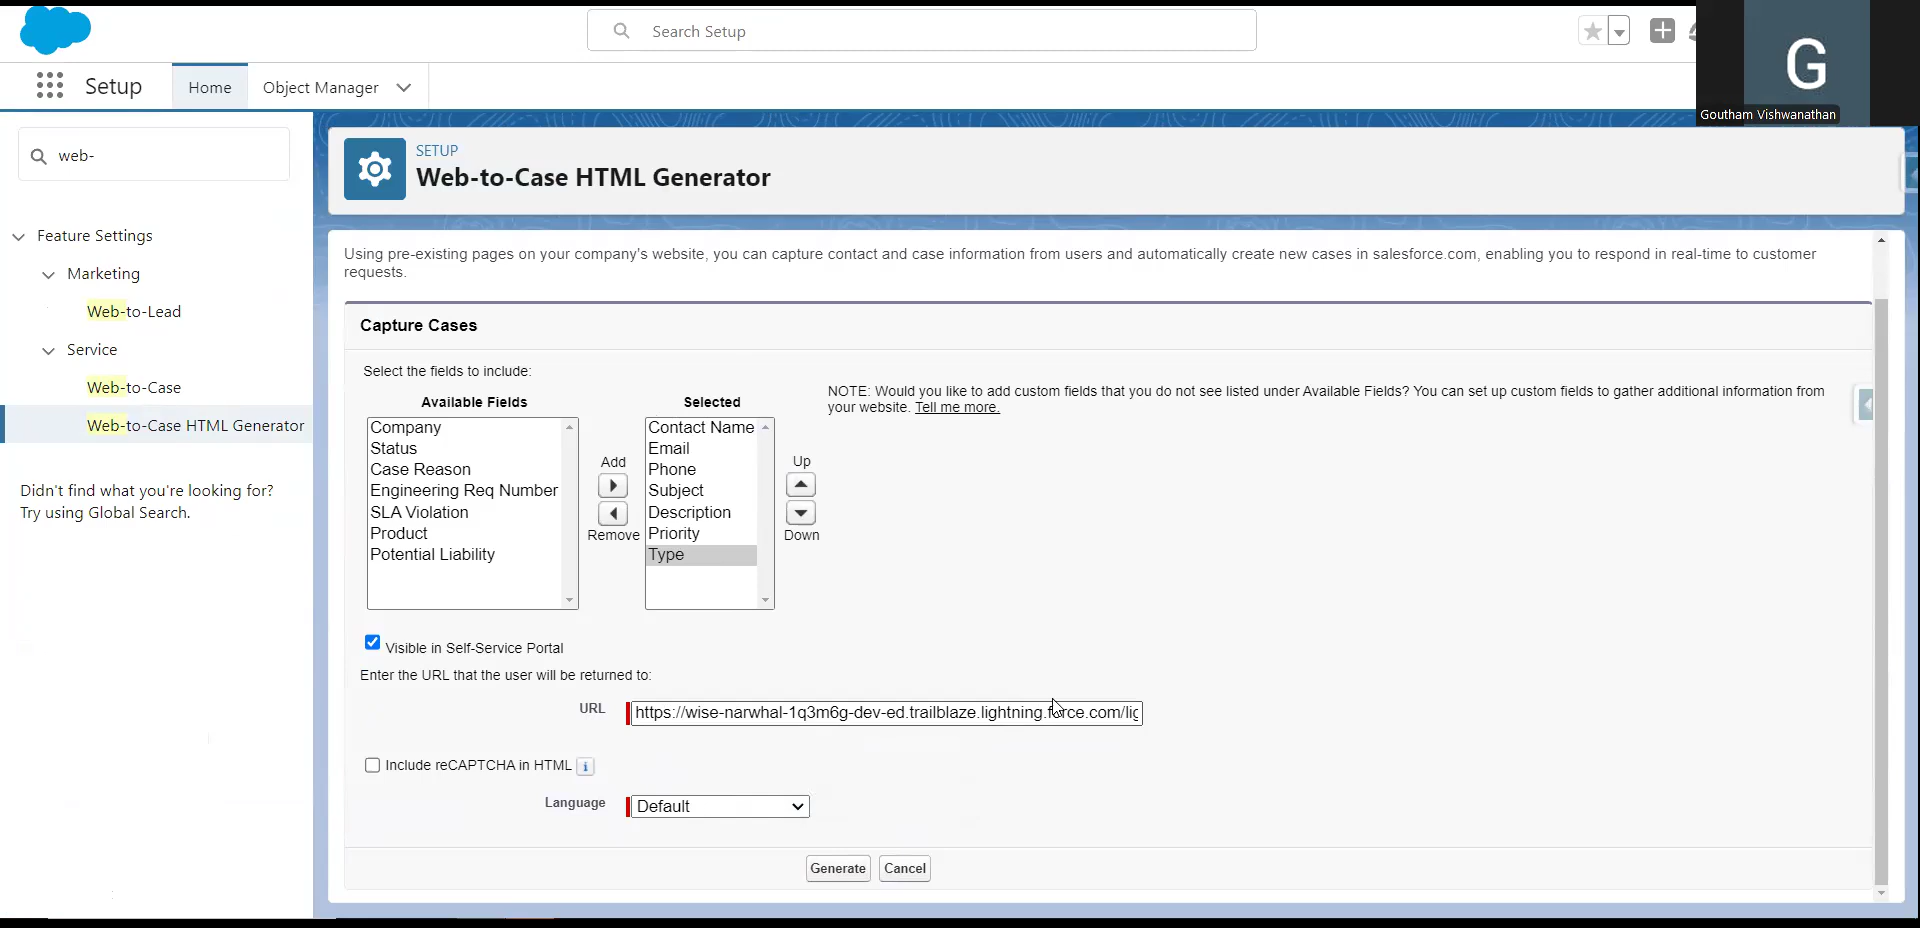 Search Setup
G
Goutham Vishwanathan
Setup
Home
Object Manager
web-
Feature Settings
Marketing
Web-to-Lead
Service
Web-to-Case
Web-to-Case HTML Generator
Didn't find what you're looking for?
Try using Global Search.
SETUP
Web-to-Case HTML Generator
Using pre-existing pages on your company's website, you can capture contact and case information from users and automatically create new cases in salesforce.com, enabling you to respond in real-time to customer
requests.
Capture Cases
Select the fields to include:
Available Fields
Company
Status
Case Reason
Engineering Req Number
SLA Violation
Product
Potential Liability
Add
Remove
Selected
Contact Name
Email
Phone
Subject
Description
Priority
Type
Up
Down
NOTE: Would you like to add custom fields that you do not see listed under Available Fields? You can set up custom fields to gather additional information from
your website. Tell me more.
Visible in Self-Service Portal
Enter the URL that the user will be returned to:
URL
https://wise-narwhal-1q3m6g-dev-ed.trailblaze.lightning.force.com/lig
Include reCAPTCHA in HTML i
Language
Default
Generate
Cancel